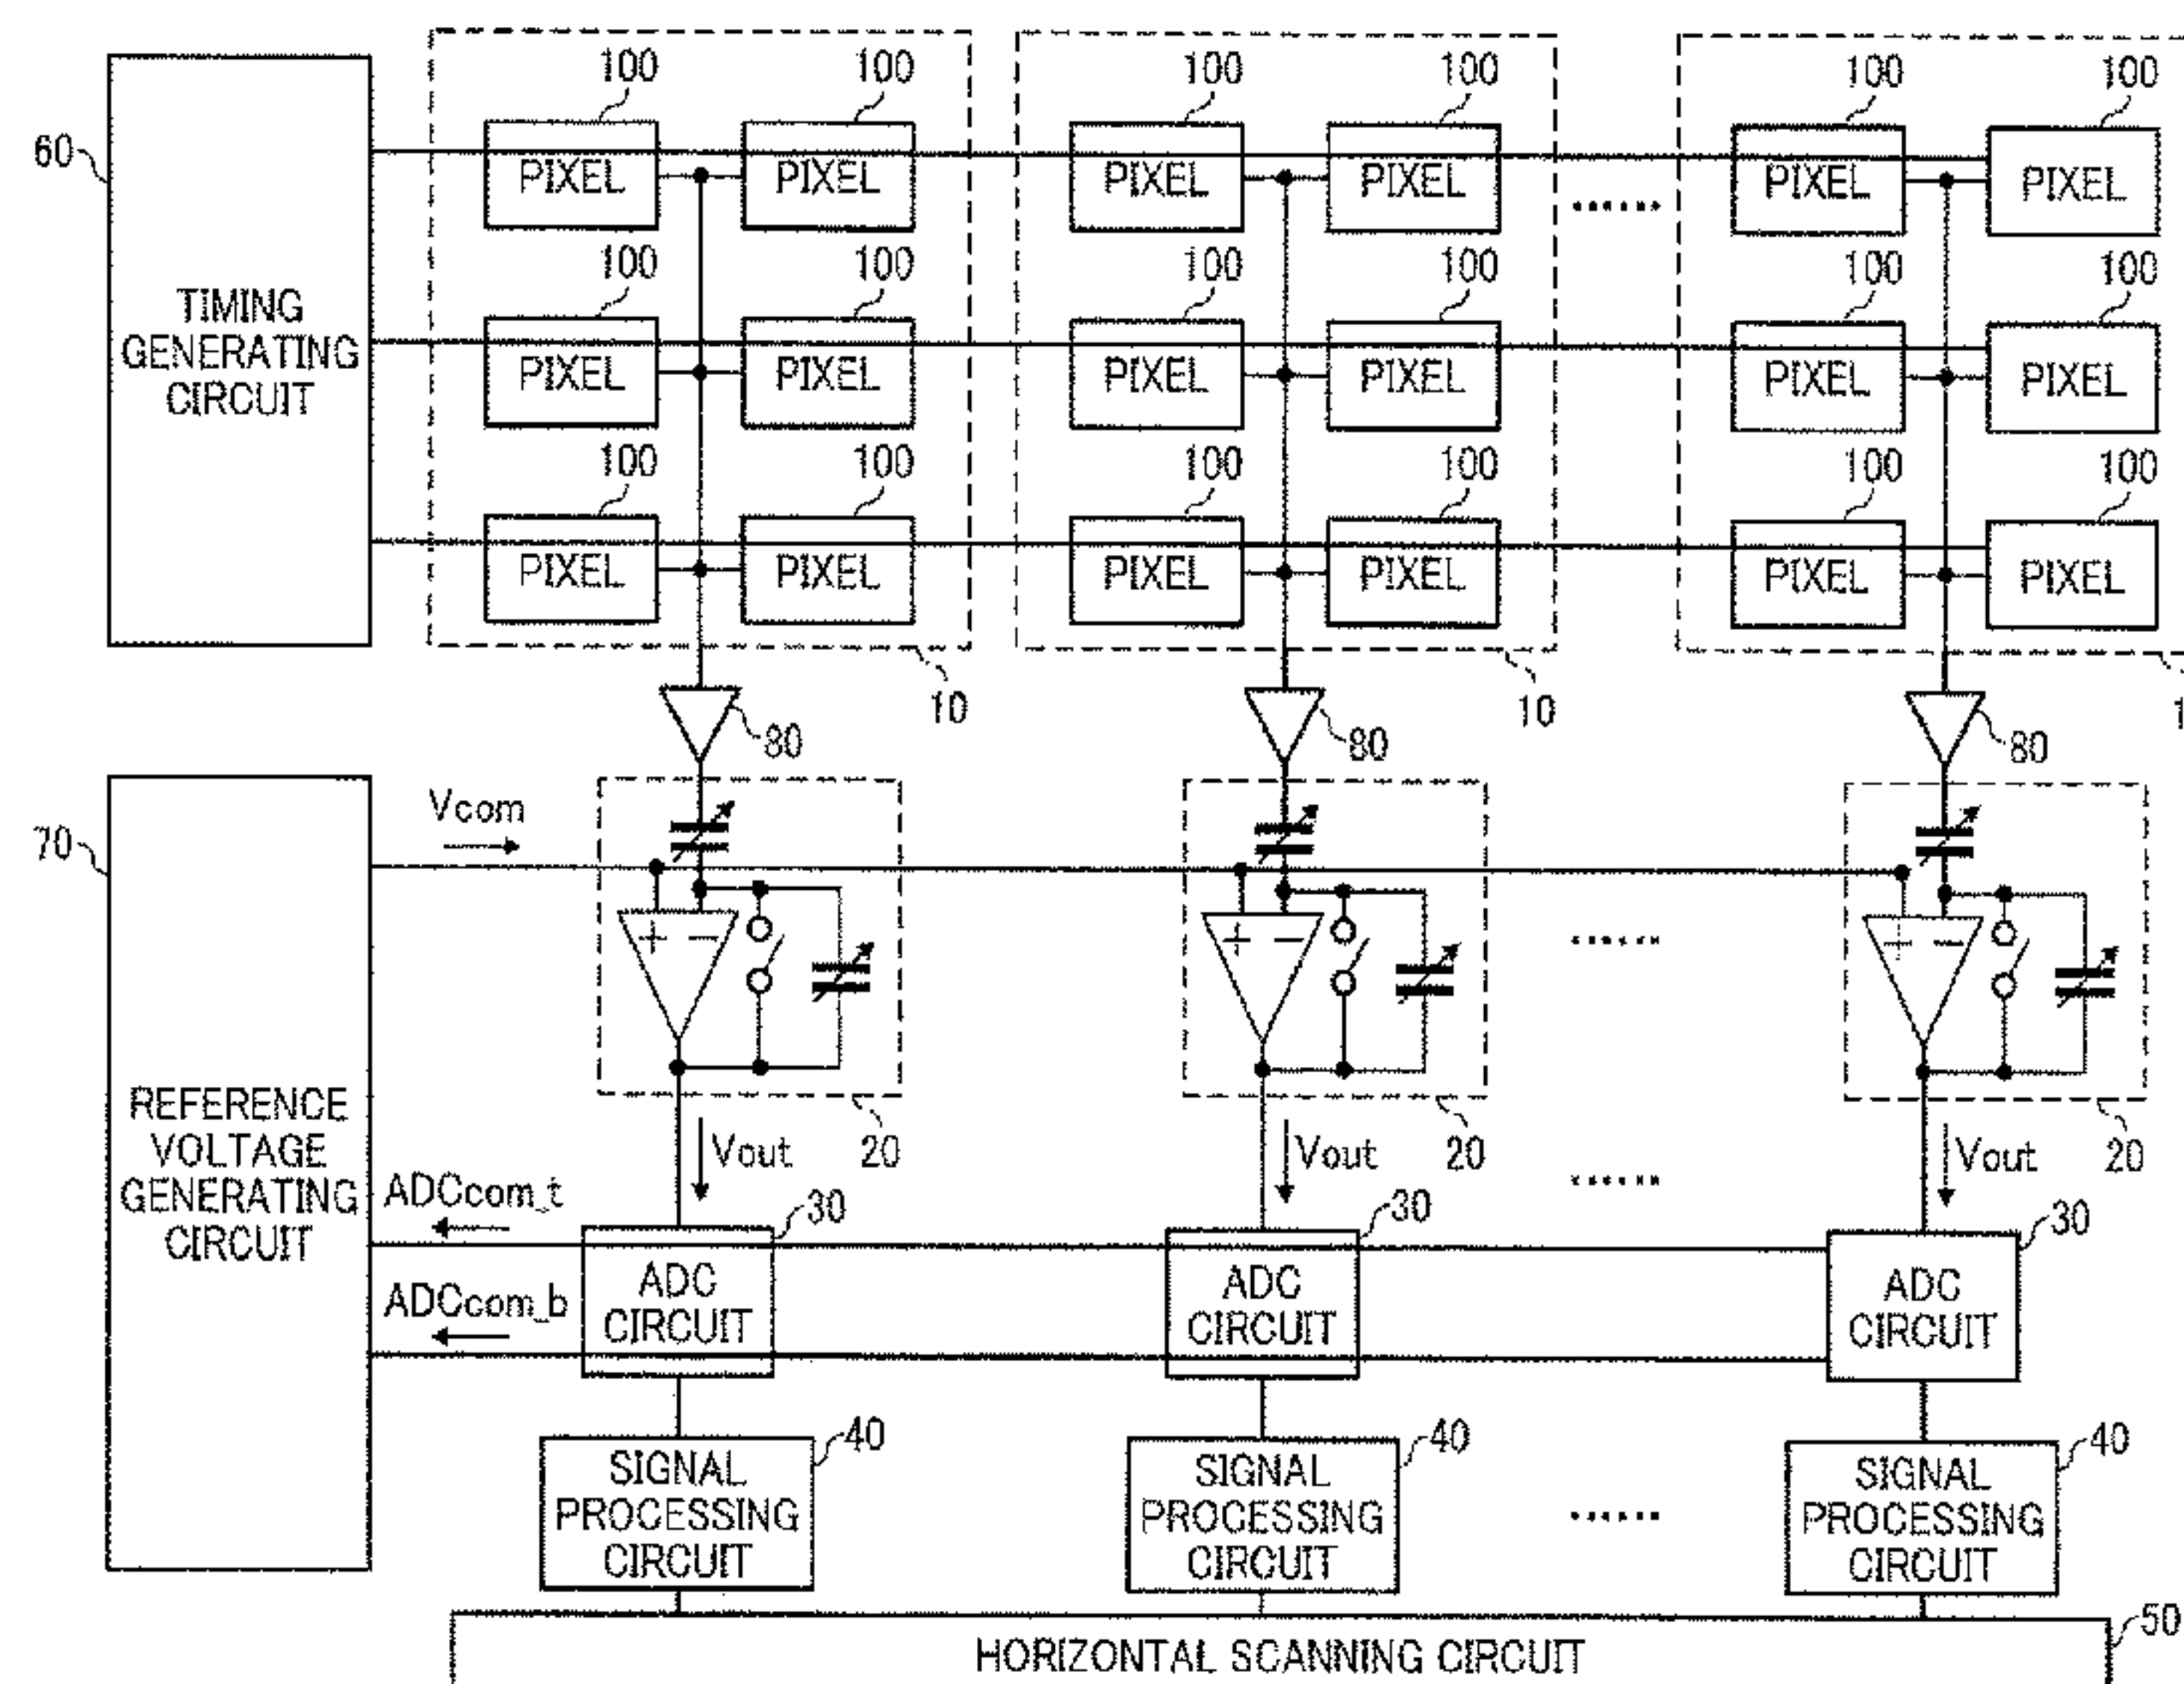 100 100 100 100 100 100
60
PIXEL PIXEL PIXEL PIXEL ...... PIXEL PIXEL
100 100 100 100 100 100
TIMING
GENERATING
CIRCUIT
PIXEL PIXEL PIXEL PIXEL PIXEL PIXEL
100 100 100 100 100 100
PIXEL PIXEL PIXEL PIXEL PIXEL PIXEL
10 10
80 80 80
70
Vcom
+ − + − ...... + −
REFERENCE
VOLTAGE
GENERATING
CIRCUIT
20 20 20
Vout Vout ...... Vout
ADCcom_t
30 30 30
ADC
CIRCUIT
ADC
CIRCUIT
ADC
CIRCUIT
ADCcom_b
40 40 40
SIGNAL
PROCESSING
CIRCUIT
SIGNAL
PROCESSING
CIRCUIT
......
SIGNAL
PROCESSING
CIRCUIT
50
HORIZONTAL SCANNING CIRCUIT